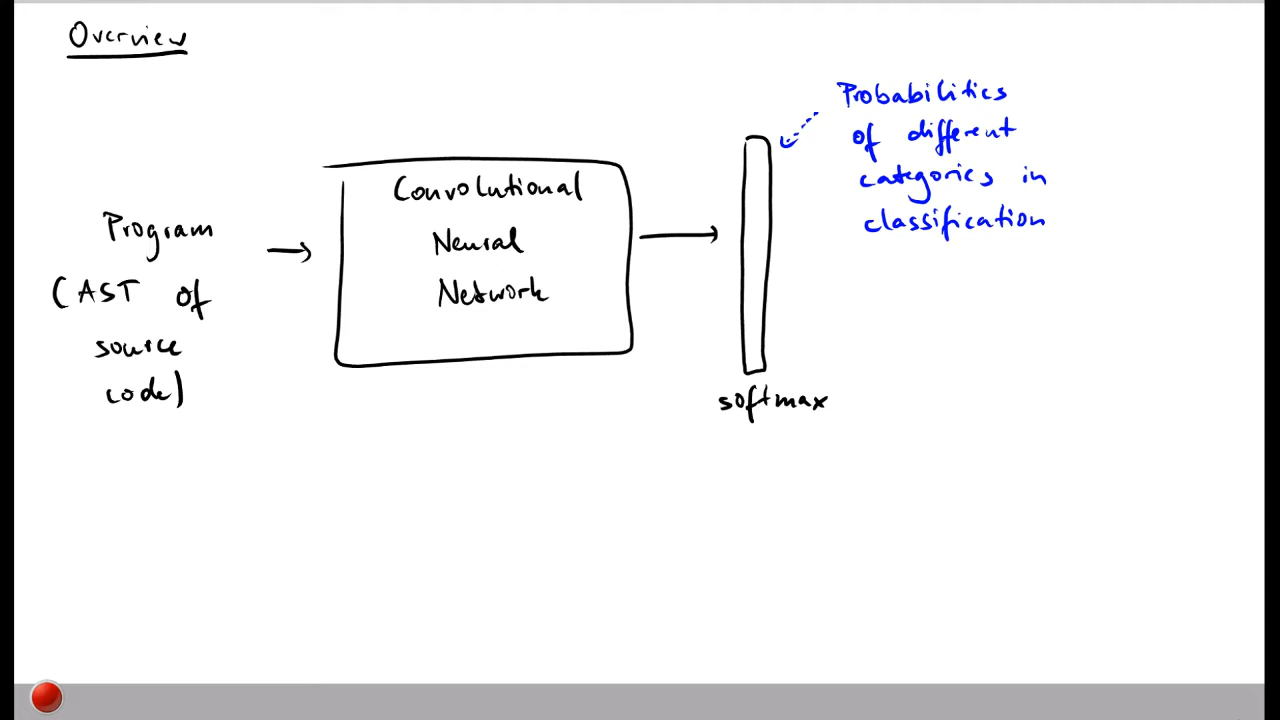 Overview
Program
(AST of
source
code)
Convolutional
Neural
Network
softmax
Probabilities
of different
categories in
classification